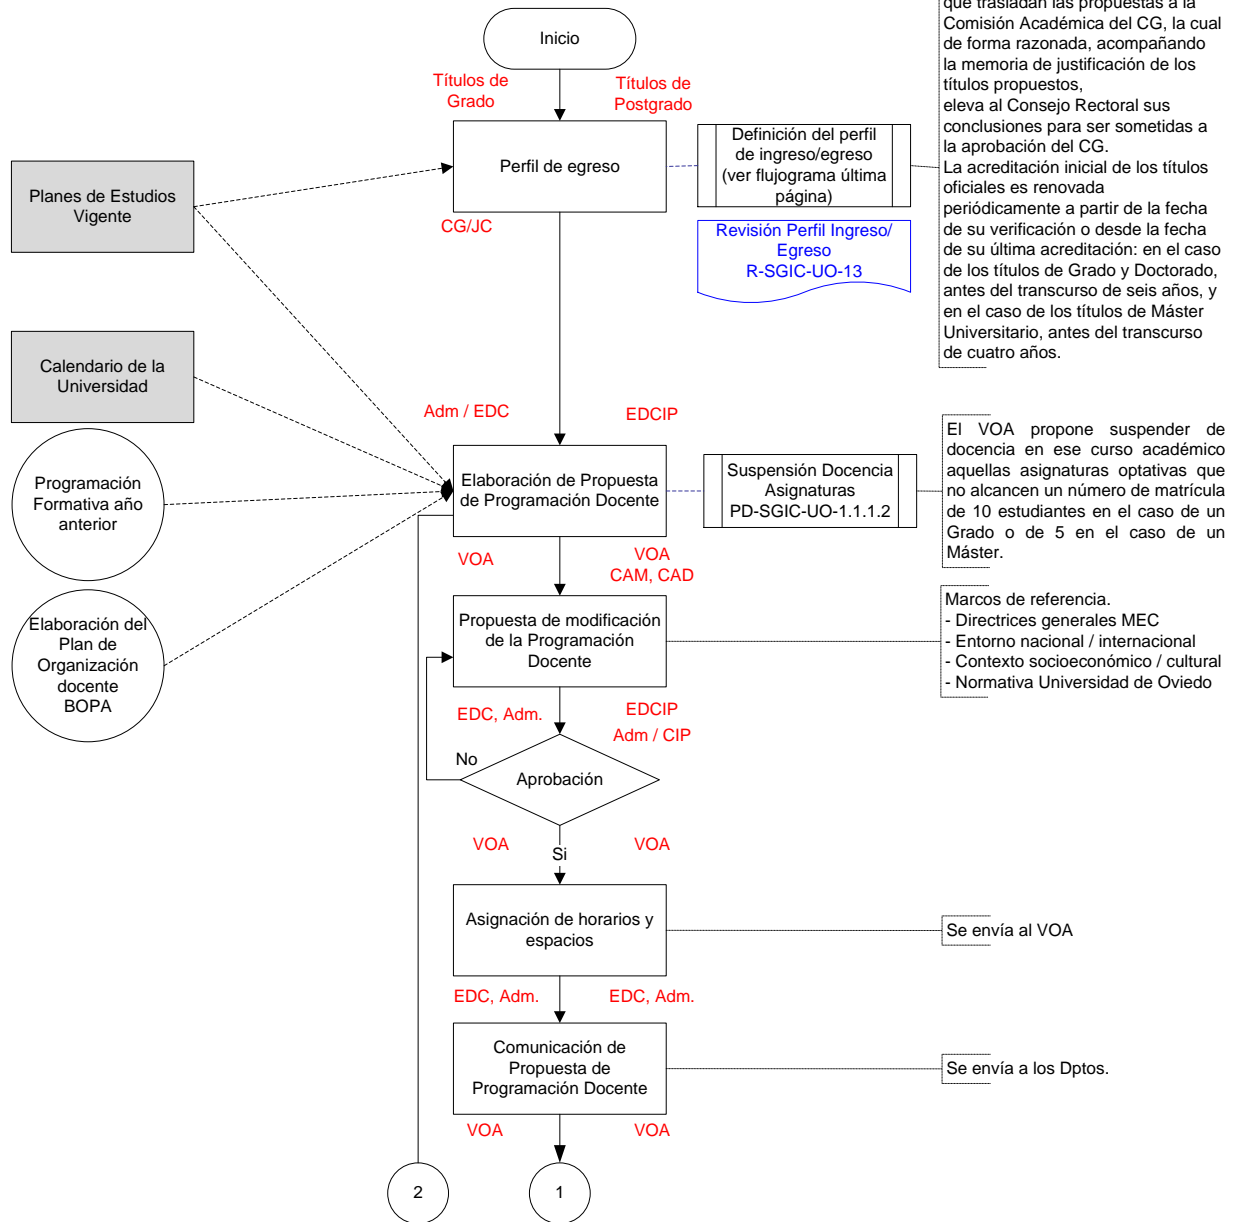 Inicio
que trasladan las propuestas a la
Comisión Académica del CG, la cual
de forma razonada, acompañando
la memoria de justificación de los
títulos propuestos,
eleva al Consejo Rectoral sus
conclusiones para ser sometidas a
la aprobación del CG.
La acreditación inicial de los títulos
oficiales es renovada
periódicamente a partir de la fecha
de su verificación o desde la fecha
de su última acreditación: en el caso
de los títulos de Grado y Doctorado,
antes del transcurso de seis años, y
en el caso de los títulos de Máster
Universitario, antes del transcurso
de cuatro años.
Títulos de
Grado
Títulos de
Postgrado
Perfil de egreso
Definición del perfil
de ingreso/egreso
(ver flujograma última
página)
Planes de Estudios
Vigente
CG/JC
Revisión Perfil Ingreso/
Egreso
R-SGIC-UO-13
Calendario de la
Universidad
Adm / EDC
EDCIP
Programación
Formativa año
anterior
Elaboración de Propuesta
de Programación Docente
Suspensión Docencia
Asignaturas
PD-SGIC-UO-1.1.1.2
El VOA propone suspender de
docencia en ese curso académico
aquellas asignaturas optativas que
no alcancen un número de matrícula
de 10 estudiantes en el caso de un
Grado o de 5 en el caso de un
Máster.
VOA
VOA
CAM, CAD
Elaboración del
Plan de
Organización
docente
BOPA
Propuesta de modificación
de la Programación
Docente
Marcos de referencia.
- Directrices generales MEC
- Entorno nacional / internacional
- Contexto socioeconómico / cultural
- Normativa Universidad de Oviedo
EDC, Adm.
EDCIP
Adm / CIP
No
Aprobación
VOA
VOA
Si
Asignación de horarios y
espacios
Se envía al VOA
EDC, Adm.
EDC, Adm.
Comunicación de
Propuesta de
Programación Docente
Se envía a los Dptos.
VOA
VOA
2
1